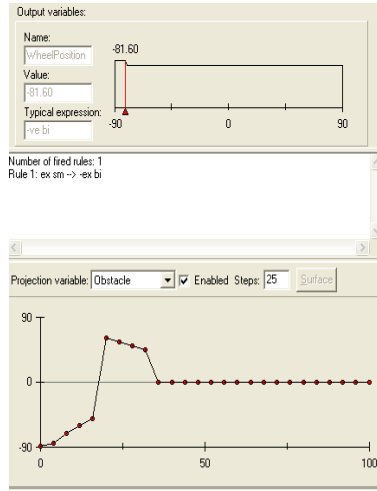 Output variables:
Name:
WheelPosition
-81.60
Value:
-81.60
Typical expression:
-ve bi
-90 0 90
Number of fired rules: 1
Rule 1: ex sm --> -ex bi
Projection variable: Obstacle Enabled Steps: 25 Surface
90
0
-90
0 50 100